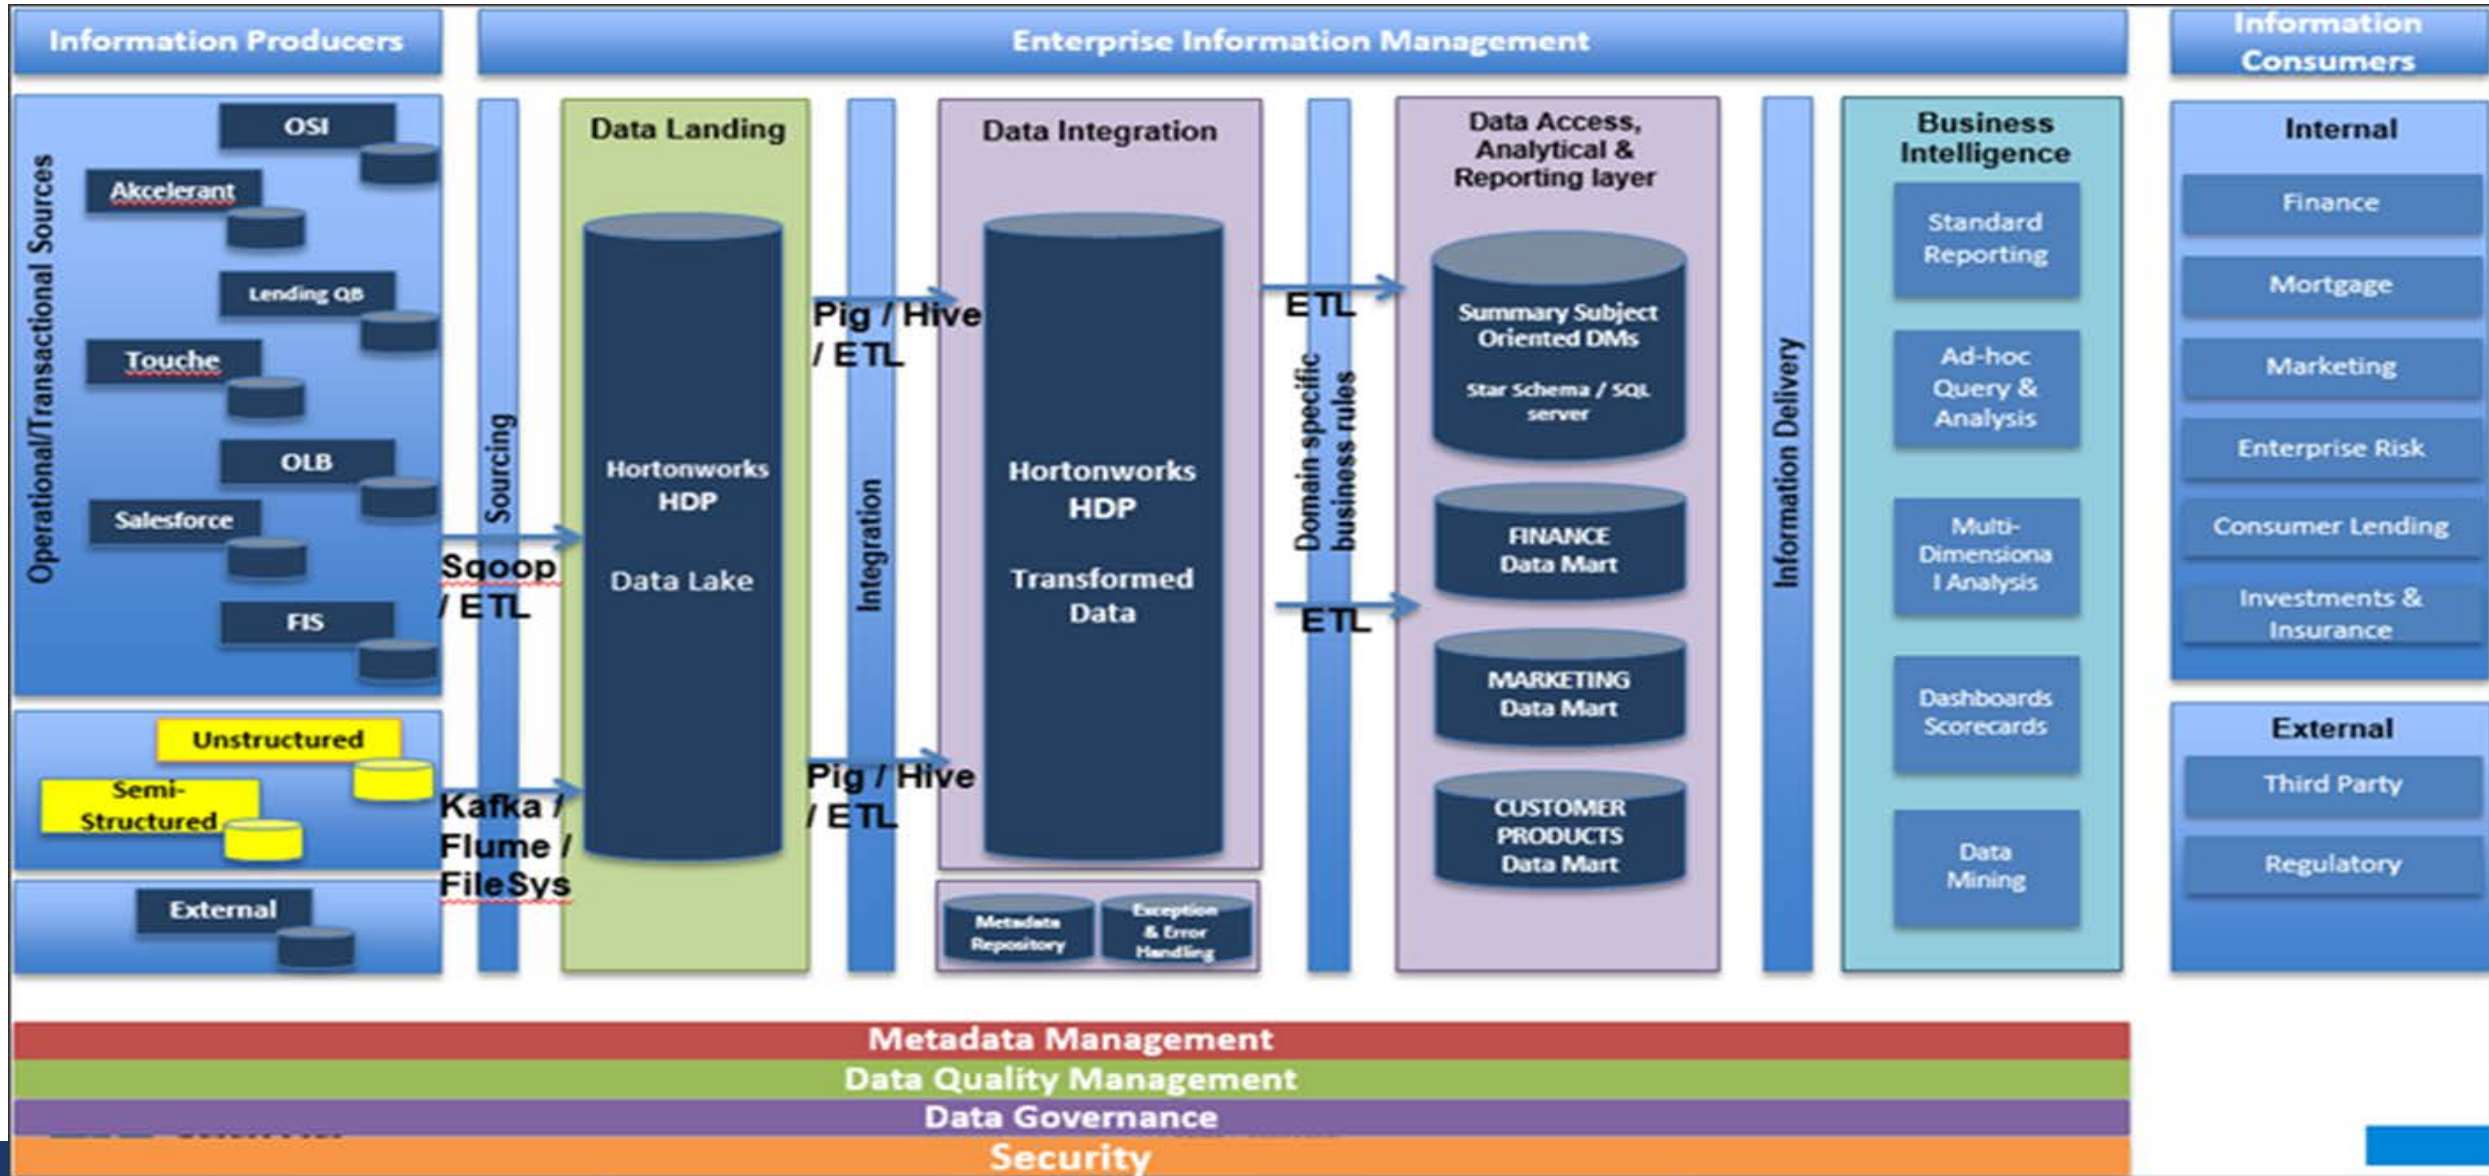 Information Producers
Enterprise Information Management
Information
Consumers
Operational/Transactional Sources
OSI
Akcelerant
Lending QB
Touche
OLB
Salesforce
FIS
Unstructured
Semi-
Structured
External
Sourcing
Sqoop
/ ETL
Kafka /
Flume /
FileSys
Data Landing
Hortonworks
HDP
Data Lake
Integration
Pig / Hive
/ ETL
Pig / Hive
/ ETL
Data Integration
Hortonworks
HDP
Transformed
Data
Metadata
Repository
Exception
& Error
Handling
ETL
Domain specific
business rules
ETL
Data Access,
Analytical &
Reporting layer
Summary Subject
Oriented DMs
Star Schema / SQL
server
FINANCE
Data Mart
MARKETING
Data Mart
CUSTOMER
PRODUCTS
Data Mart
Information Delivery
Business
Intelligence
Standard
Reporting
Ad-hoc
Query &
Analysis
Multi-
Dimensiona
l Analysis
Dashboards
Scorecards
Data
Mining
Internal
Finance
Mortgage
Marketing
Enterprise Risk
Consumer Lending
Investments &
Insurance
External
Third Party
Regulatory
Metadata Management
Data Quality Management
Data Governance
Security